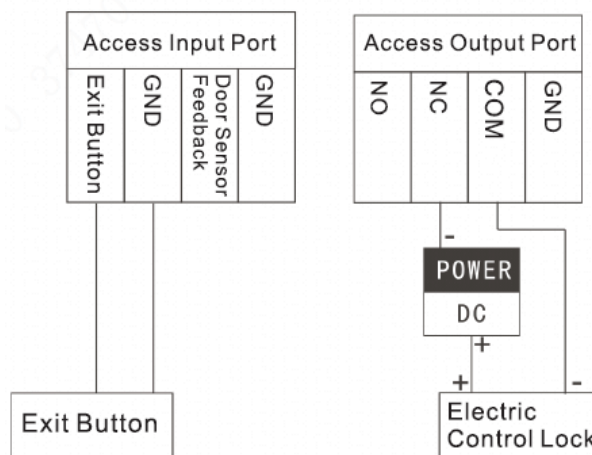 Access Input Port
Exit Button
GND
Door Sensor
Feedback
GND
Access Output Port
NO
NC
COM
GND
-
POWER
DC
+
+
-
Exit Button
Electric
Control Lock